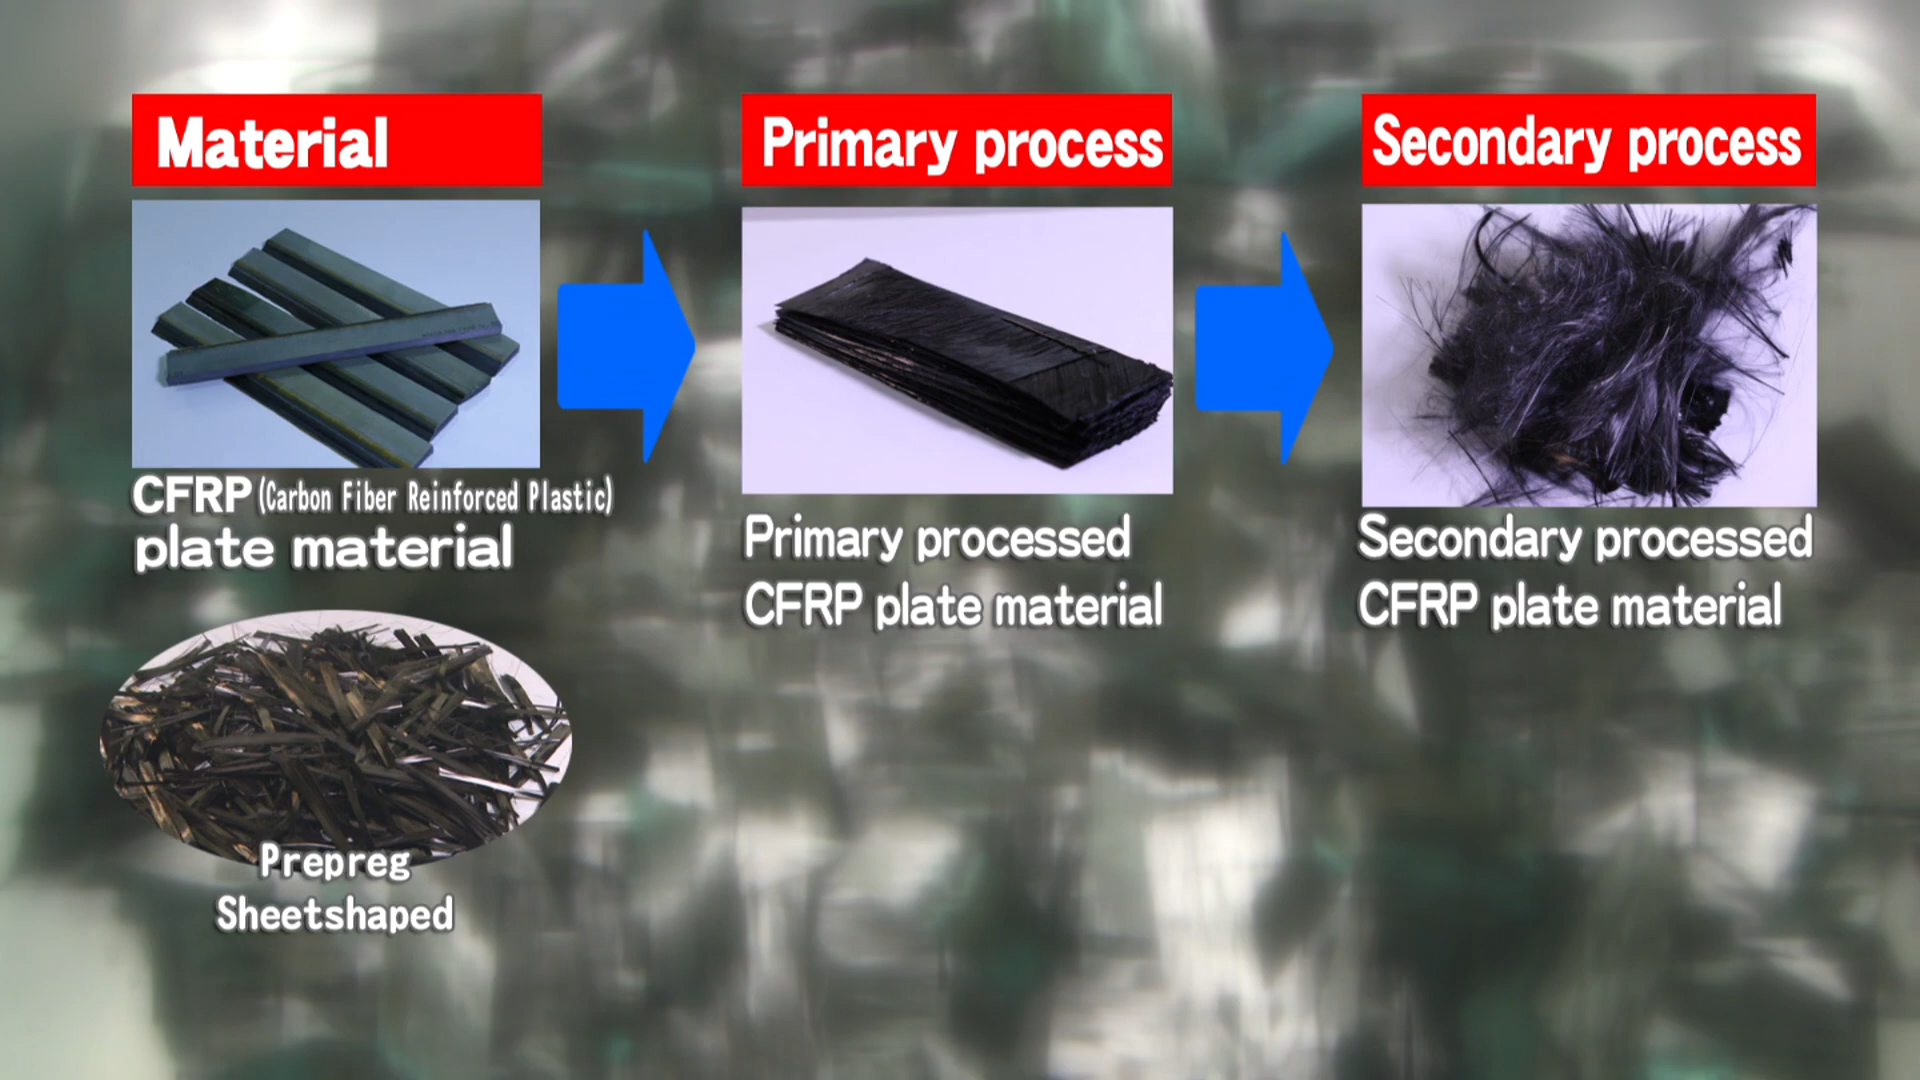 Material
CFRP (Carbon Fiber Reinforced Plastic)
plate material
Prepreg
Sheetshaped
Primary process
Primary processed
CFRP plate material
Secondary process
Secondary processed
CFRP plate material